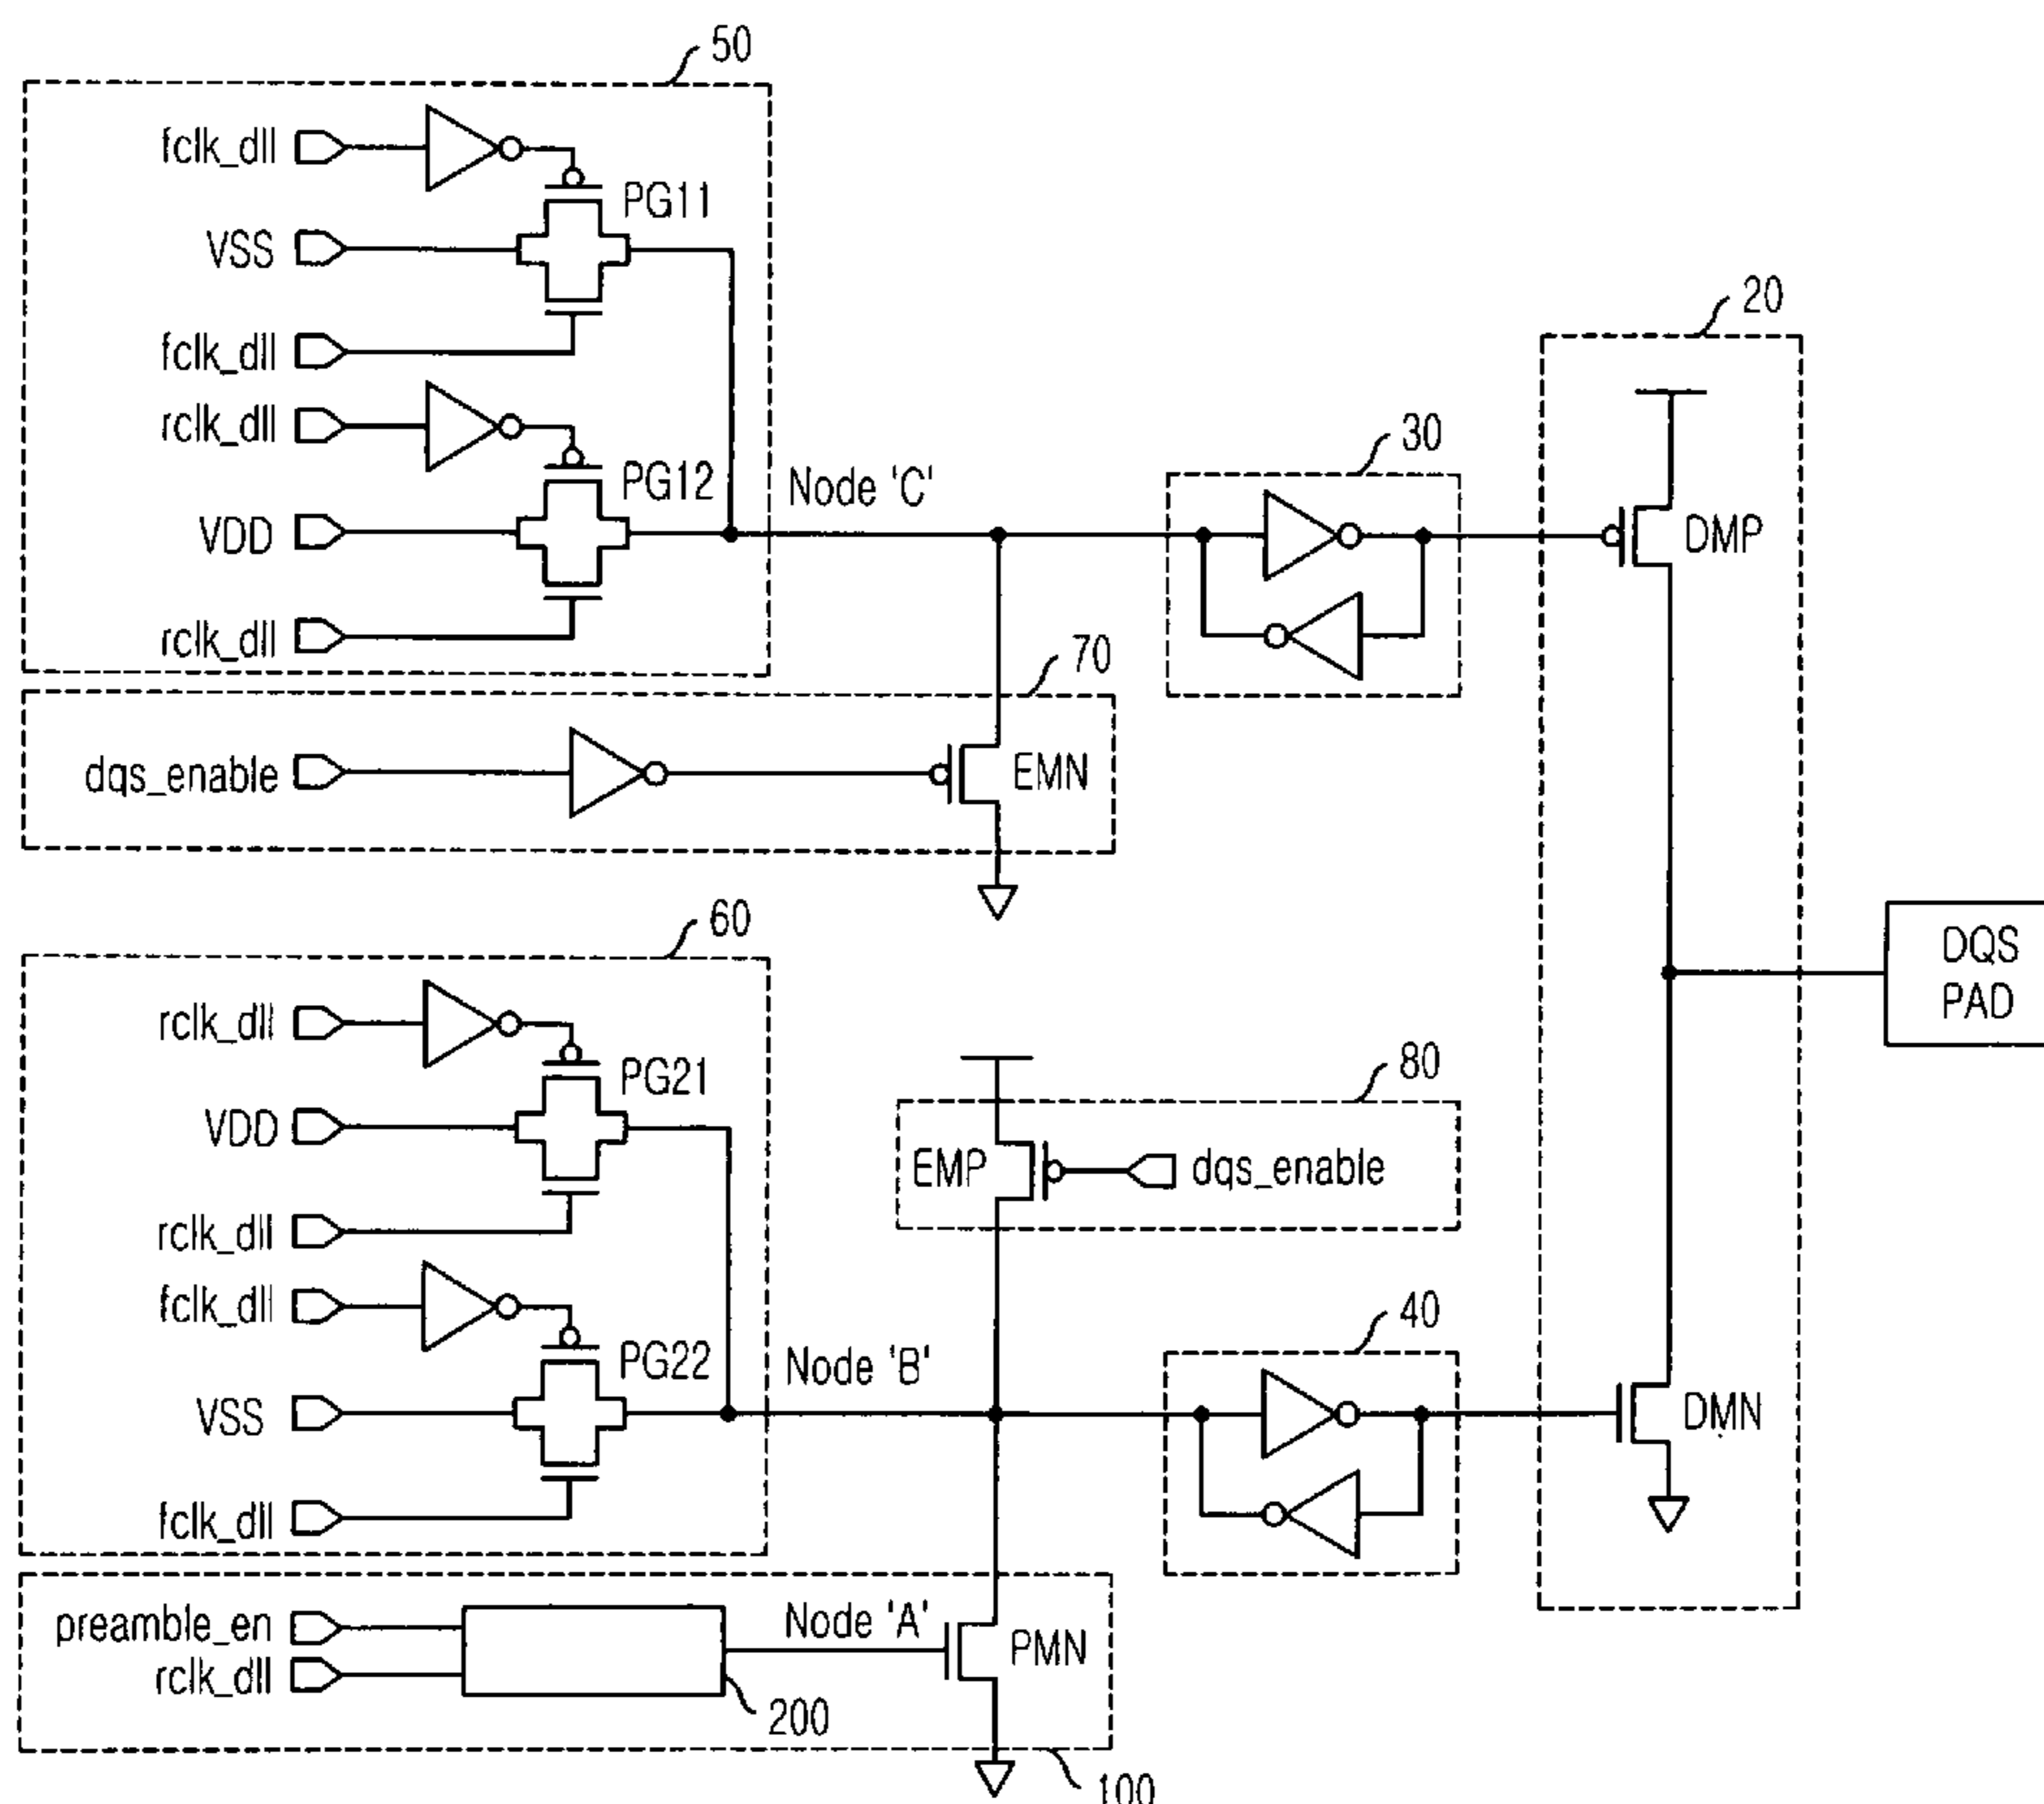 50
fclk_dll
PG11
VSS
fclk_dll
rclk_dll
PG12
VDD
rclk_dll
Node 'C'
30
20
DMP
70
dqs_enable
EMN
60
rclk_dll
PG21
VDD
rclk_dll
fclk_dll
PG22
VSS
fclk_dll
Node 'B'
80
EMP
dqs_enable
40
DMN
DQS
PAD
preamble_en
rclk_dll
Node 'A'
PMN
200
100